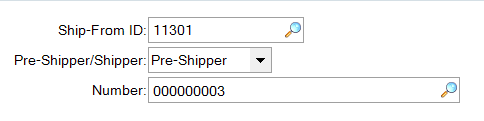 Ship-From ID: 11301
Pre-Shipper/Shipper: Pre-Shipper
Number: 000000003